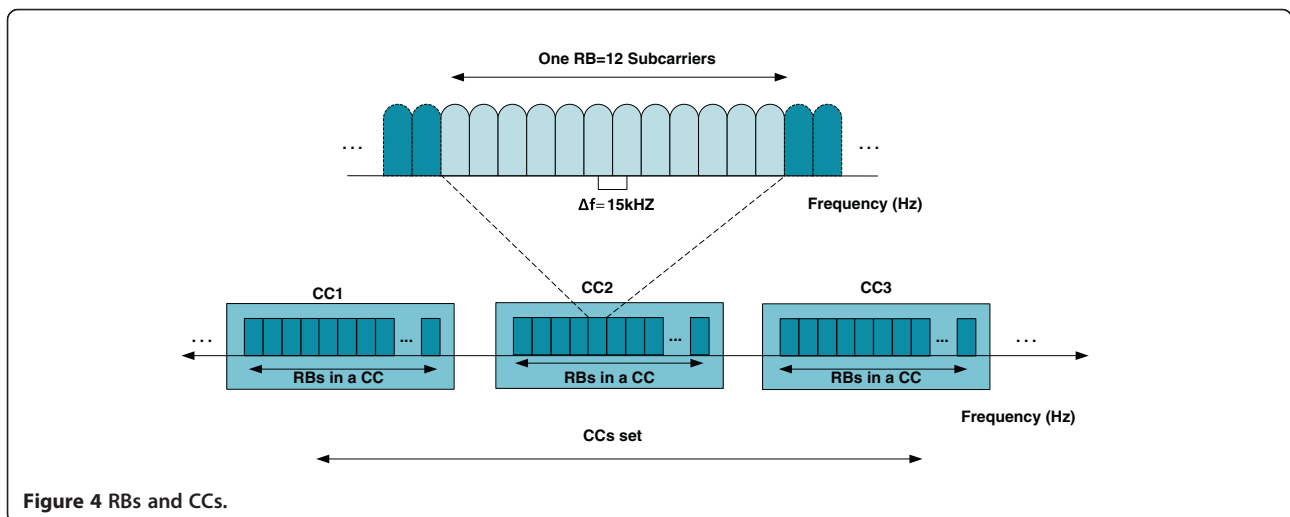 One RB=12 Subcarriers
... ...
Δf=15kHZ
Frequency (Hz)
CC1 CC2 CC3
... ... ... ... ...
RBs in a CC RBs in a CC RBs in a CC
Frequency (Hz)
CCs set
Figure 4 RBs and CCs.